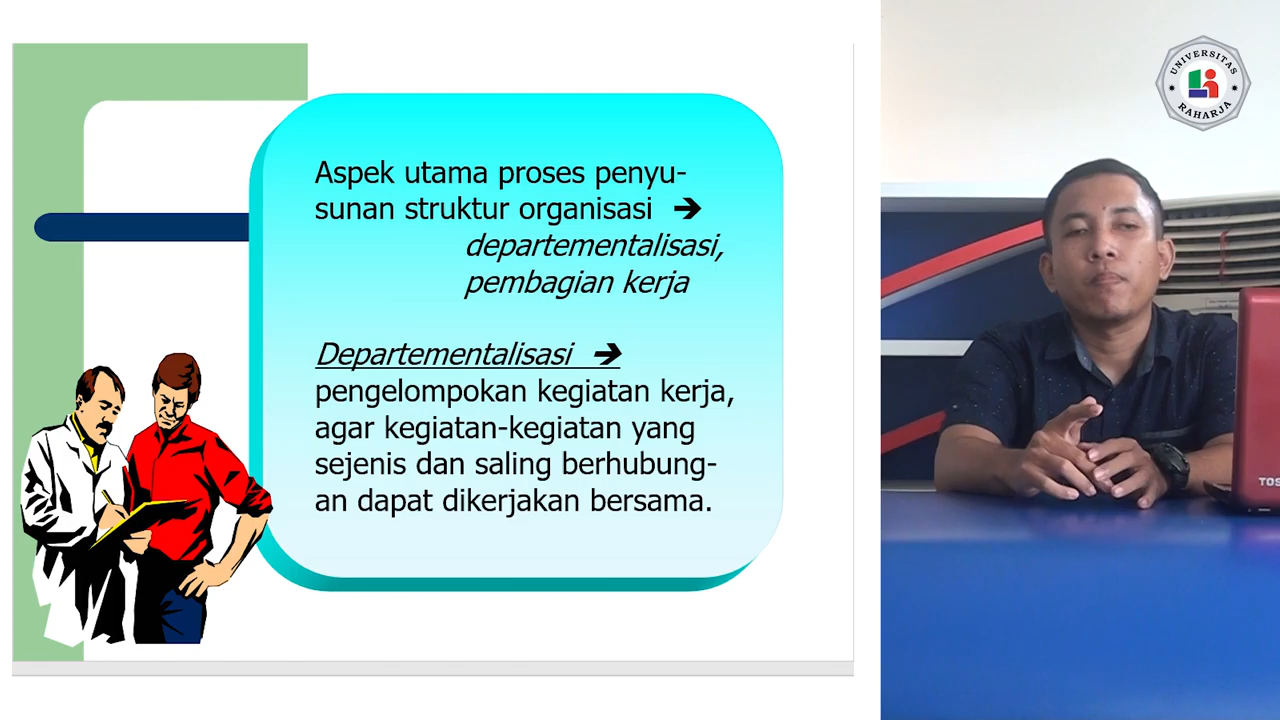 Aspek utama proses penyu-
sunan struktur organisasi ➔
departementalisasi,
pembagian kerja
Departementalisasi ➔
pengelompokan kegiatan kerja,
agar kegiatan-kegiatan yang
sejenis dan saling berhubung-
an dapat dikerjakan bersama.
UNIVERSITAS
RAHARJA